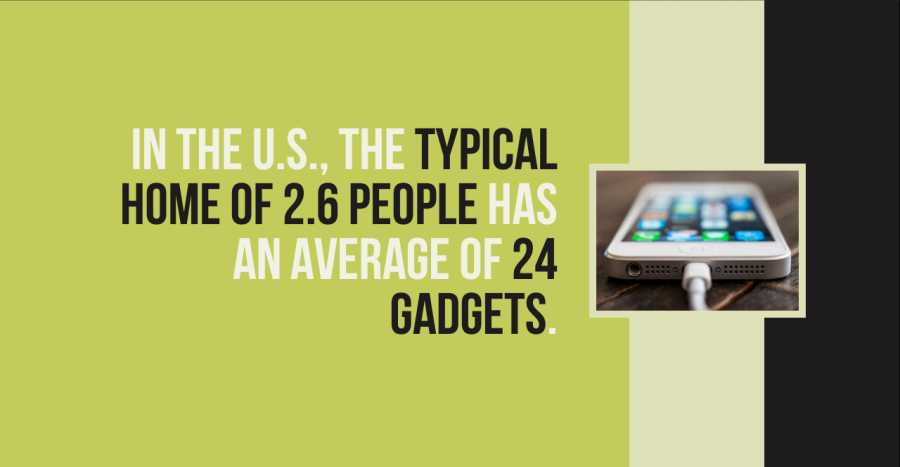 IN THE U.S., THE TYPICAL
HOME OF 2.6 PEOPLE HAS
AN AVERAGE OF 24
GADGETS.